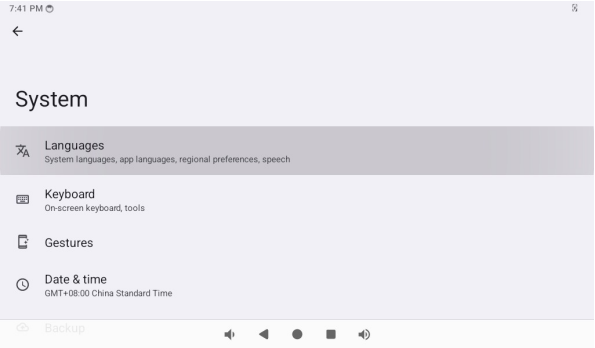 7:41 PM
System
Languages
System languages, app languages, regional preferences, speech
Keyboard
On-screen keyboard, tools
Gestures
Date & time
GMT+08:00 China Standard Time
Backup